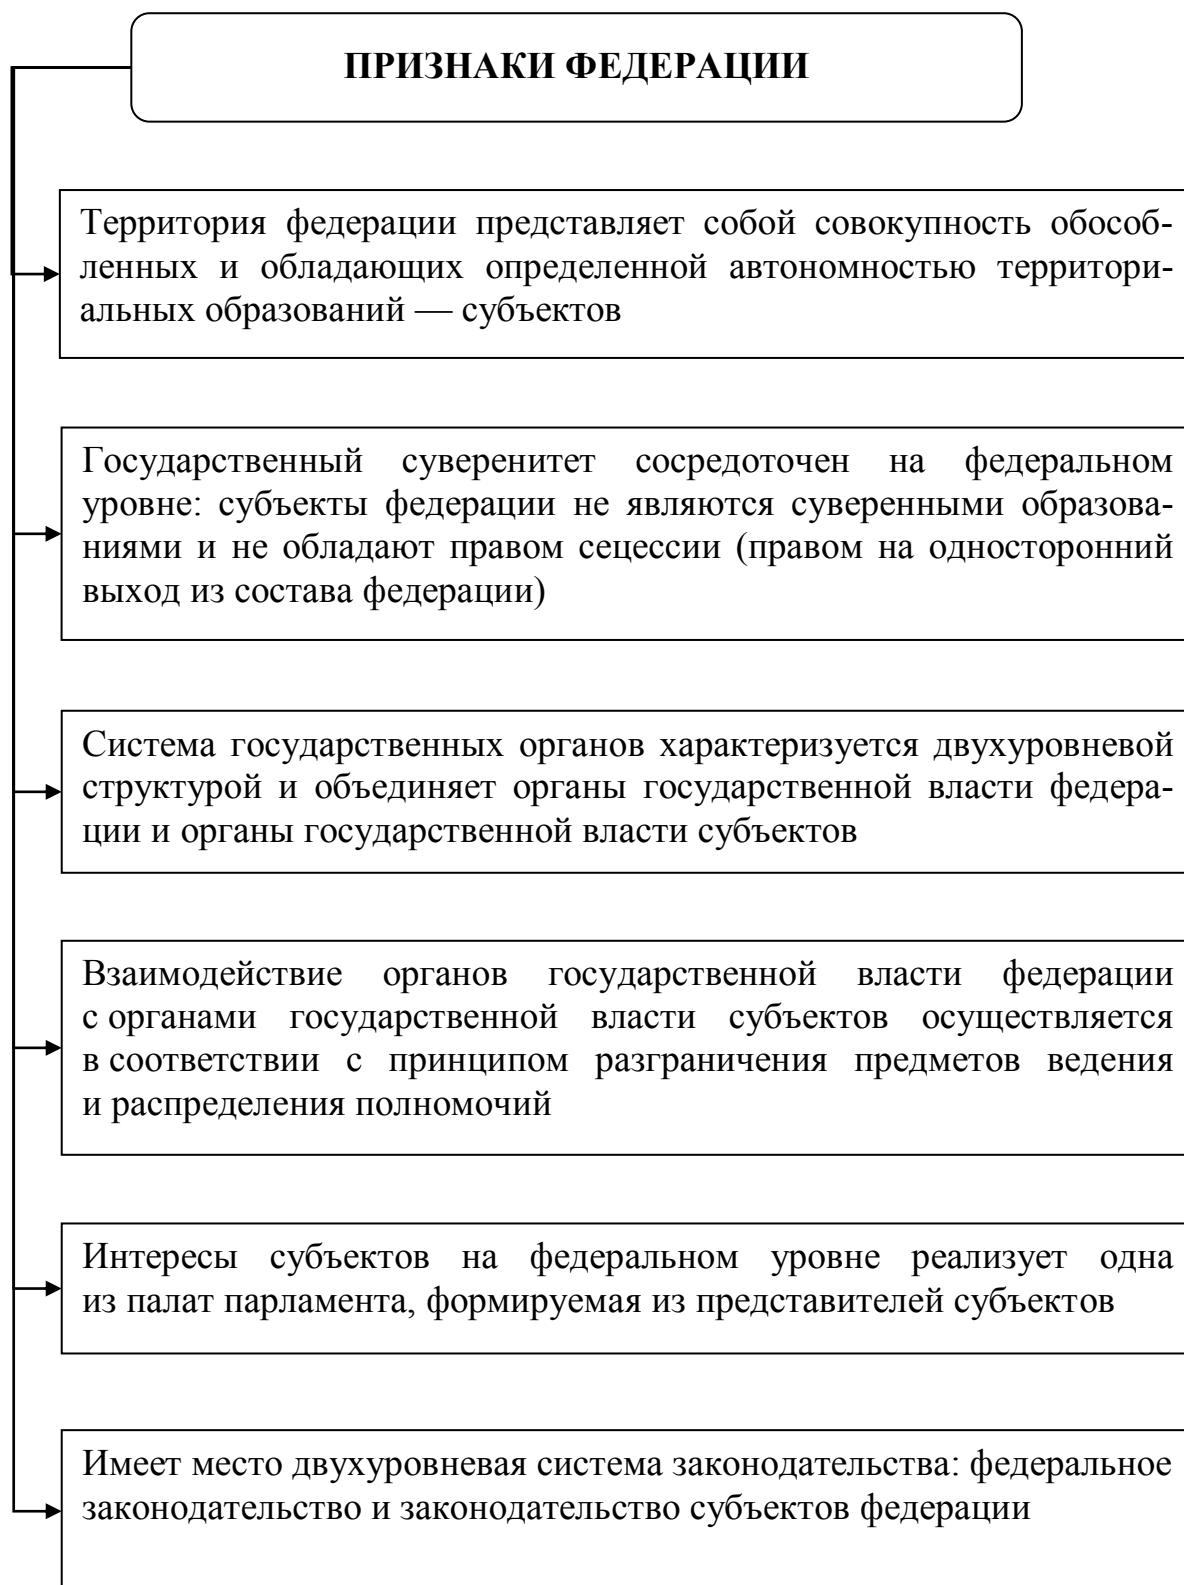 ПРИЗНАКИ ФЕДЕРАЦИИ
Территория федерации представляет собой совокупность обособ-
ленных и обладающих определенной автономностью территори-
альных образований — субъектов
Государственный суверенитет сосредоточен на федеральном
уровне: субъекты федерации не являются суверенными образова-
ниями и не обладают правом сецессии (правом на односторонний
выход из состава федерации)
Система государственных органов характеризуется двухуровневой
структурой и объединяет органы государственной власти федера-
ции и органы государственной власти субъектов
Взаимодействие органов государственной власти федерации
с органами государственной власти субъектов осуществляется
в соответствии с принципом разграничения предметов ведения
и распределения полномочий
Интересы субъектов на федеральном уровне реализует одна
из палат парламента, формируемая из представителей субъектов
Имеет место двухуровневая система законодательства: федеральное
законодательство и законодательство субъектов федерации